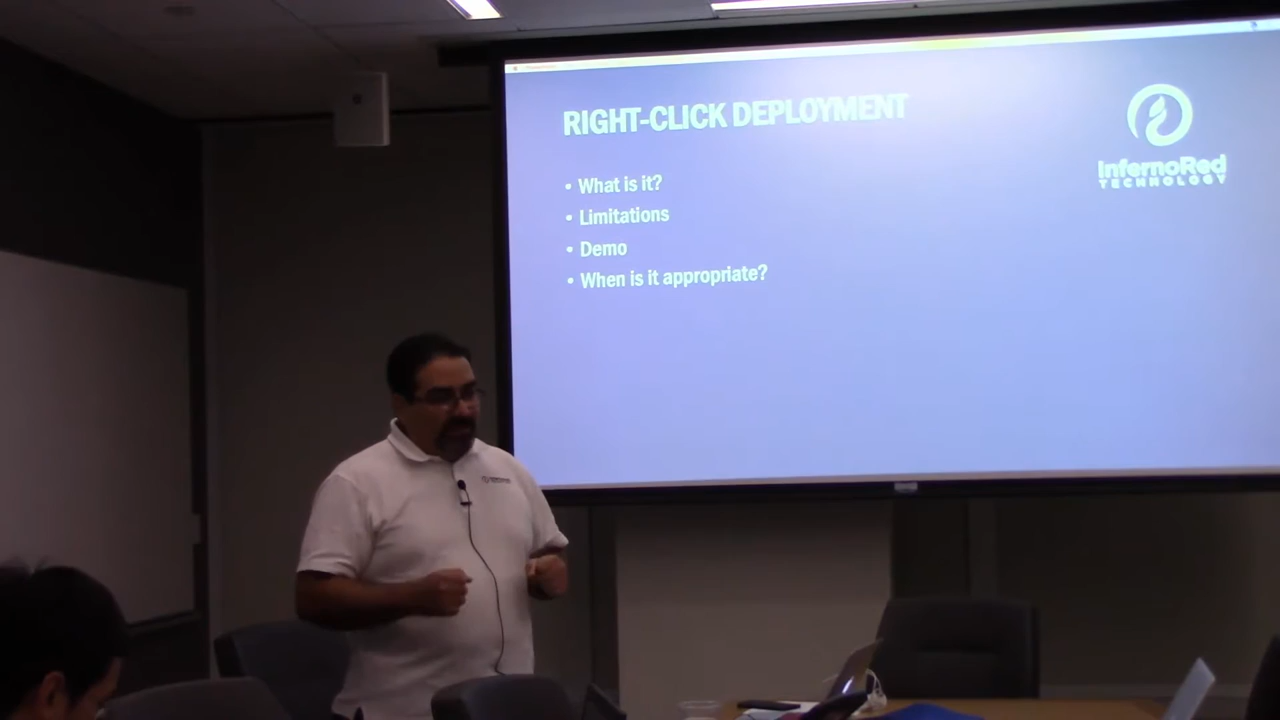 RIGHT-CLICK DEPLOYMENT
• What is it?
• Limitations
• Demo
• When is it appropriate?
InfernoRed
TECHNOLOGY